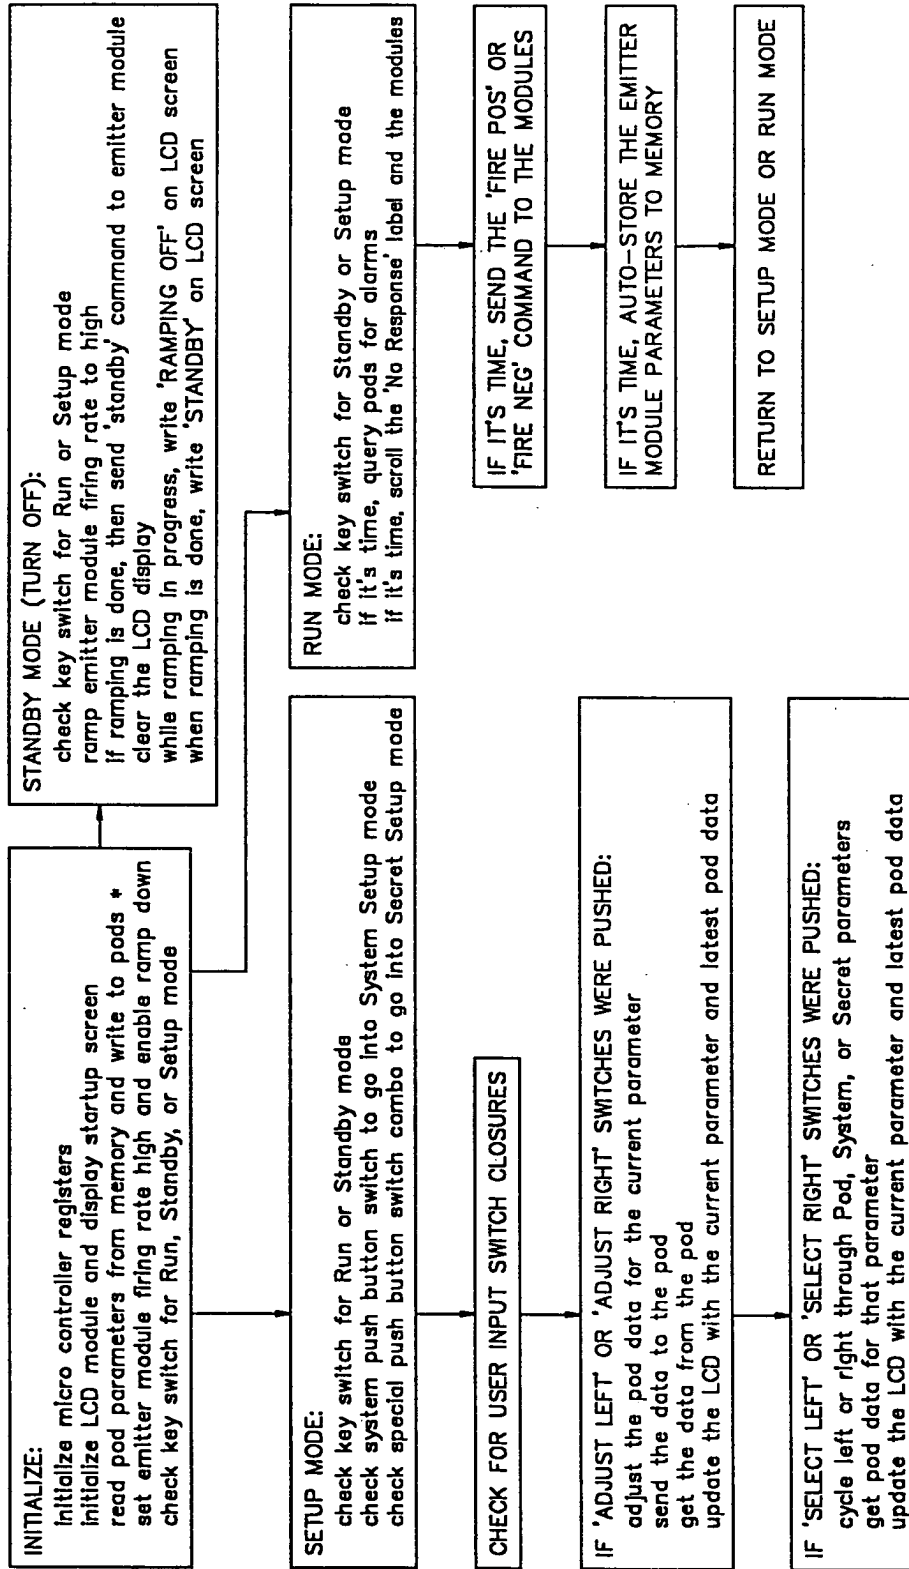 INITIALIZE:
Initialize micro controller registers
initialize LCD module and display startup screen
read pod parameters from memory and write to pods *
set emitter module firing rate high and enable ramp down
check key switch for Run, Standby, or Setup mode
STANDBY MODE (TURN OFF):
check key switch for Run or Setup mode
ramp emitter module firing rate to high
If ramping is done, then send 'standby' command to emitter module
clear the LCD display
while ramping in progress, write 'RAMPING OFF' on LCD screen
when ramping is done, write 'STANDBY' on LCD screen
SETUP MODE:
check key switch for Run or Standby mode
check system push button switch to go into System Setup mode
check special push button switch combo to go into Secret Setup mode
RUN MODE:
check key switch for Standby or Setup mode
if it's time, query pods for alarms
if it's time, scroll the 'No Response' label and the modules
CHECK FOR USER INPUT SWITCH CLOSURES
IF IT'S TIME, SEND THE 'FIRE POS' OR
'FIRE NEG' COMMAND TO THE MODULES
IF 'ADJUST LEFT' OR 'ADJUST RIGHT' SWITCHES WERE PUSHED:
adjust the pod data for the current parameter
send the data to the pod
get the data from the pod
update the LCD with the current parameter and latest pod data
IF IT'S TIME, AUTO-STORE THE EMITTER
MODULE PARAMETERS TO MEMORY
RETURN TO SETUP MODE OR RUN MODE
IF 'SELECT LEFT' OR 'SELECT RIGHT' SWITCHES WERE PUSHED:
cycle left or right through Pod, System, or Secret parameters
get pod data for that parameter
update the LCD with the current parameter and latest pod data